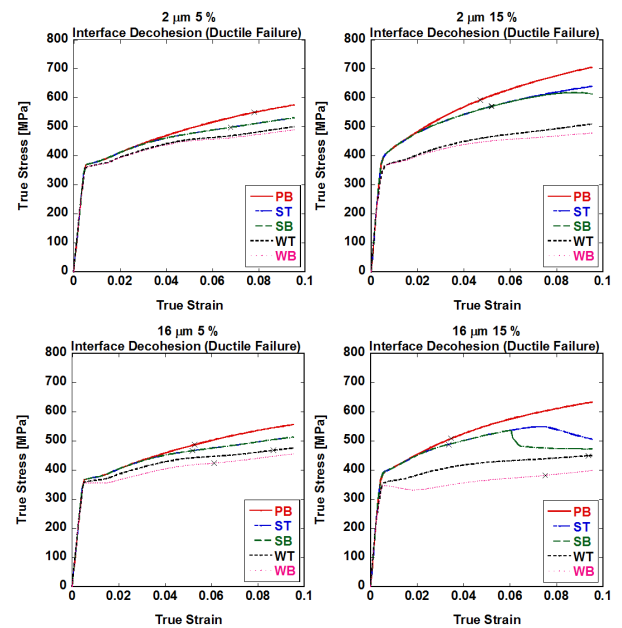 2 μm 5 %
Interface Decohesion (Ductile Failure)
800
700
600
500
400
300
200
100
0
True Stress [MPa]
PB
ST
SB
WT
WB
0 0.02 0.04 0.06 0.08 0.1
True Strain
2 μm 15 %
Interface Decohesion (Ductile Failure)
800
700
600
500
400
300
200
100
0
True Stress [MPa]
PB
ST
SB
WT
WB
0 0.02 0.04 0.06 0.08 0.1
True Strain
16 μm 5 %
Interface Decohesion (Ductile Failure)
800
700
600
500
400
300
200
100
0
True Stress [MPa]
PB
ST
SB
WT
WB
0 0.02 0.04 0.06 0.08 0.1
True Strain
16 μm 15 %
Interface Decohesion (Ductile Failure)
800
700
600
500
400
300
200
100
0
True Stress [MPa]
PB
ST
SB
WT
WB
0 0.02 0.04 0.06 0.08 0.1
True Strain